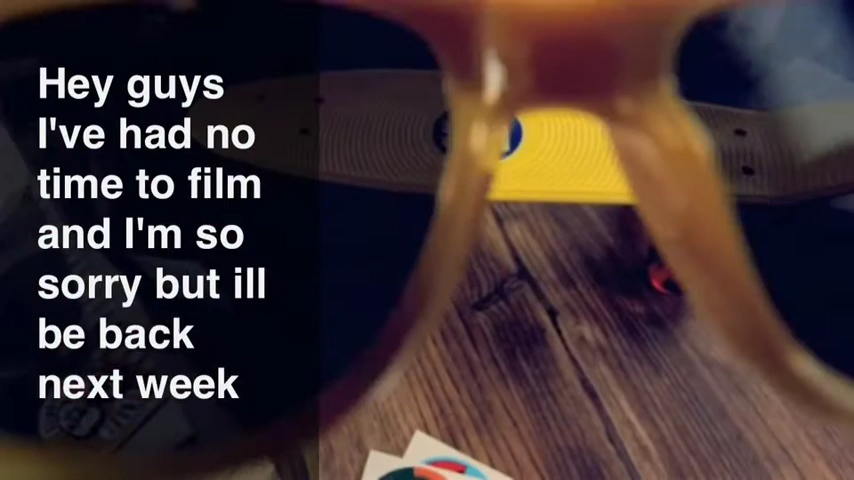 Hey guys
I've had no
time to film
and I'm so
sorry but ill
be back
next week